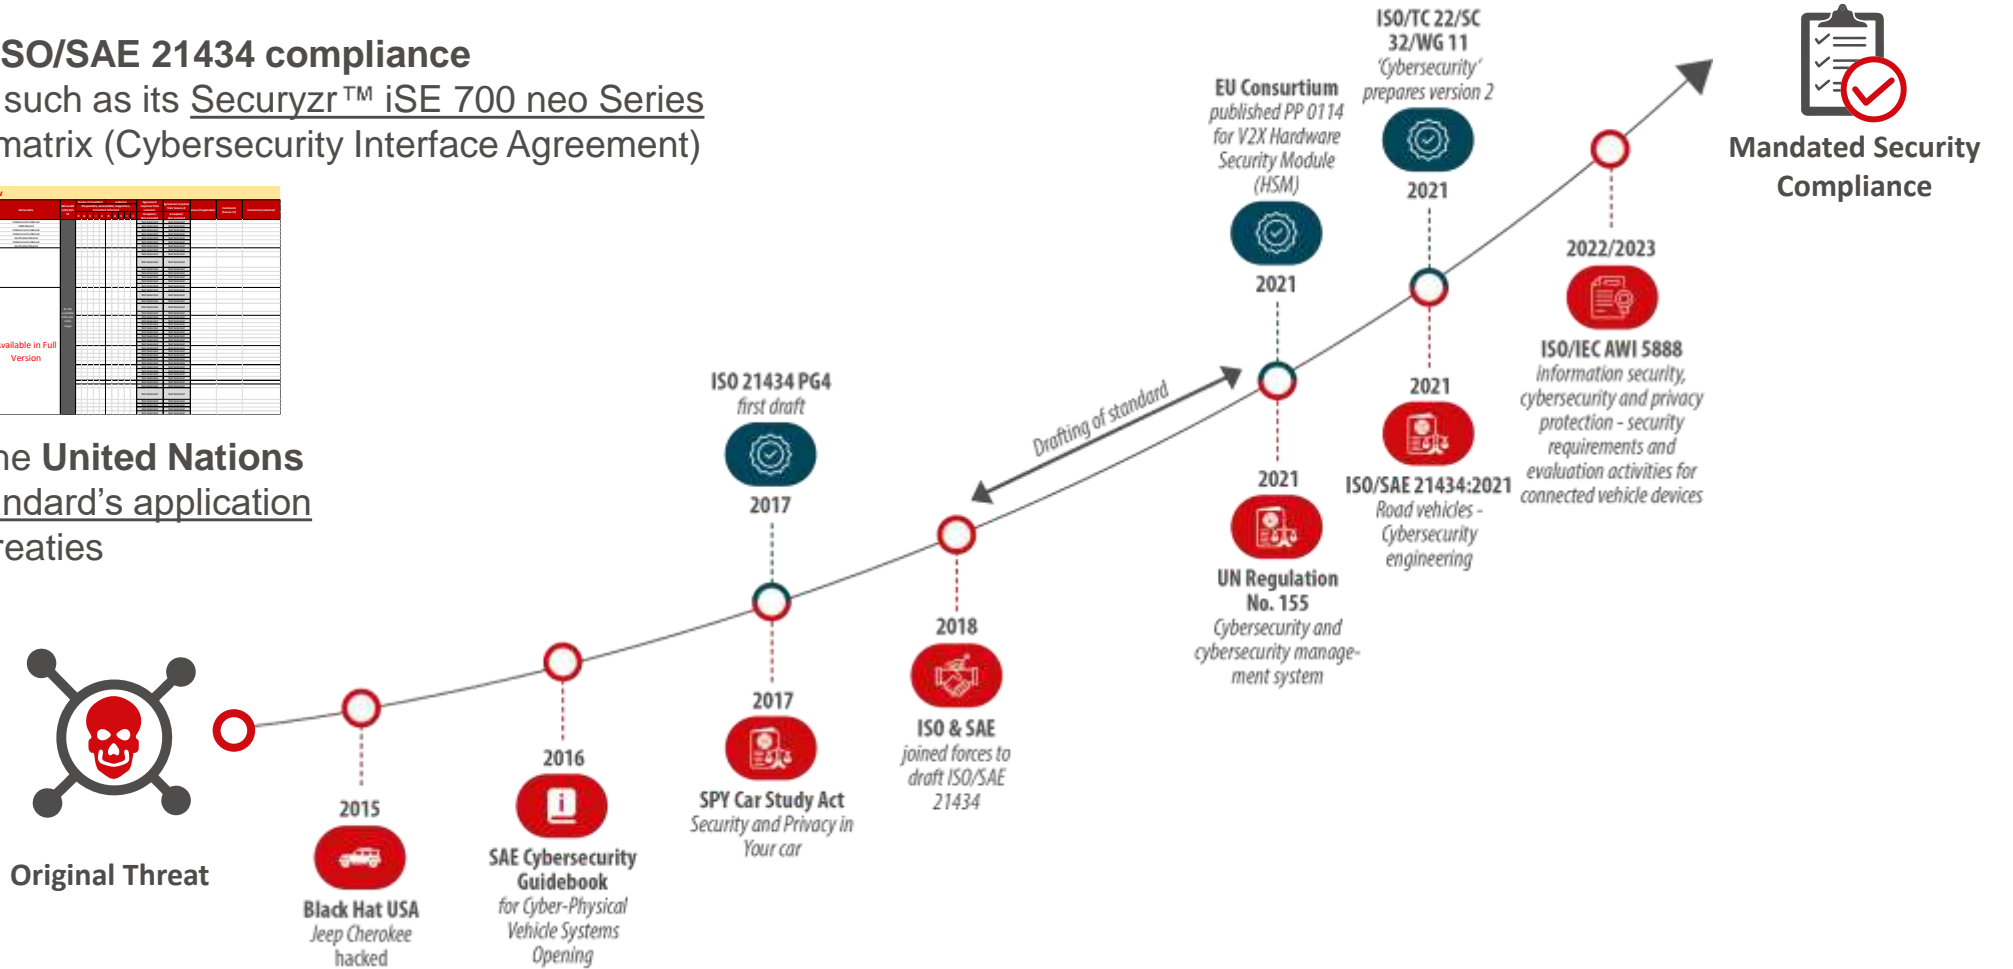 SO/SAE 21434 compliance
such as its Securyzr™ iSE 700 neo Series
matrix (Cybersecurity Interface Agreement)
Available in Full
Version
he United Nations
andard's application
reaties
Original Threat
2015
Black Hat USA
Jeep Cherokee
hacked
2016
SAE Cybersecurity
Guidebook
for Cyber-Physical
Vehicle Systems
Opening
ISO 21434 PG4
first draft
2017
2017
SPY Car Study Act
Security and Privacy in
Your car
2018
ISO & SAE
joined forces to
draft ISO/SAE
21434
Drafting of standard
EU Consortium
published PP 0114
for V2X Hardware
Security Module
(HSM)
2021
2021
UN Regulation
No. 155
Cybersecurity and
cybersecurity manage-
ment system
ISO/TC 22/SC
32/WG 11
'Cybersecurity'
prepares version 2
2021
2021
ISO/SAE 21434:2021
Road vehicles -
Cybersecurity
engineering
2022/2023
ISO/IEC AWI 5888
information security,
cybersecurity and privacy
protection - security
requirements and
evaluation activities for
connected vehicle devices
Mandated Security
Compliance